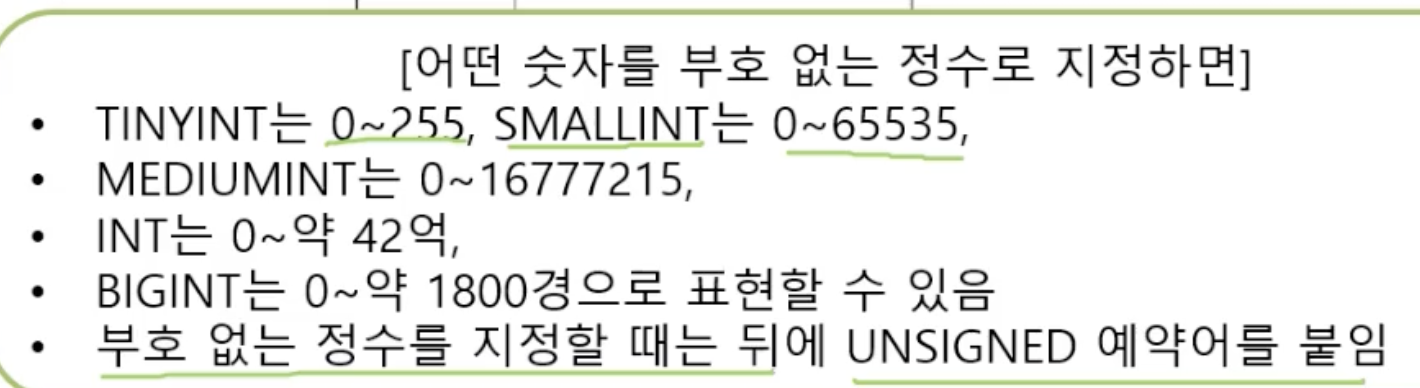 [어떤 숫자를 부호 없는 정수로 지정하면]
• TINYINT는 0~255, SMALLINT는 0~65535,
• MEDIUMINT는 0~16777215,
• INT는 0~약 42억,
• BIGINT는 0~약 1800경으로 표현할 수 있음
• 부호 없는 정수를 지정할 때는 뒤에 UNSIGNED 예약어를 붙임